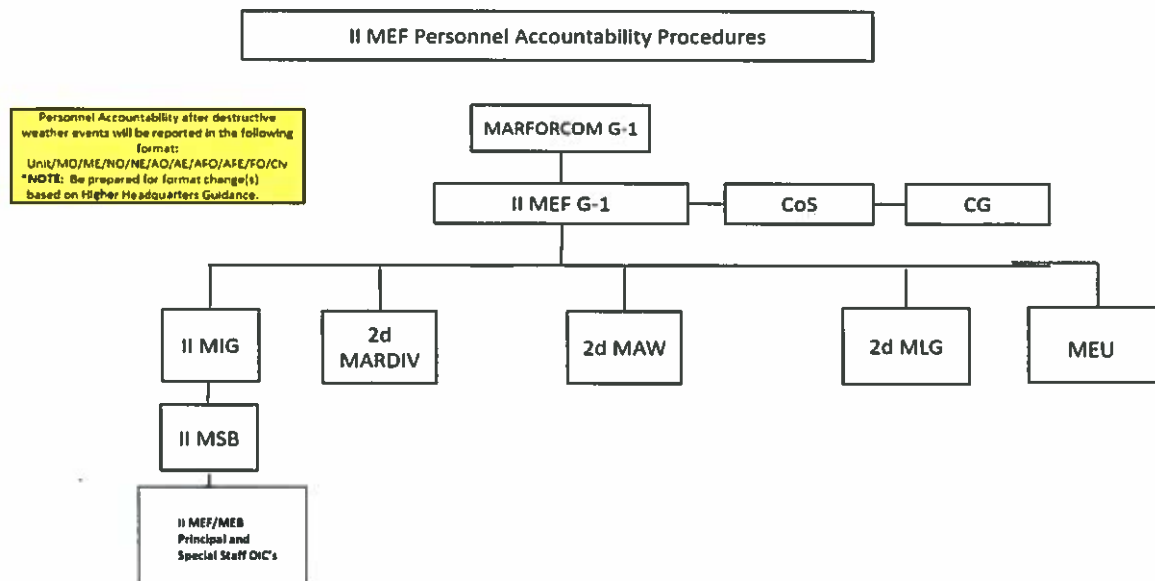 II MEF Personnel Accountability Procedures
Personnel Accountability after destructive
weather events will be reported in the following
format:
Unit/MO/ME/NO/NE/AO/AE/AFO/AFE/FO/Civ
*NOTE: Be prepared for format change(s)
based on Higher Headquarters Guidance.
MARFORCOM G-1
II MEF G-1
CoS
CG
II MIG
2d
MARDIV
2d MAW
2d MLG
MEU
II MSB
II MEF/MEB
Principal and
Special Staff OIC's